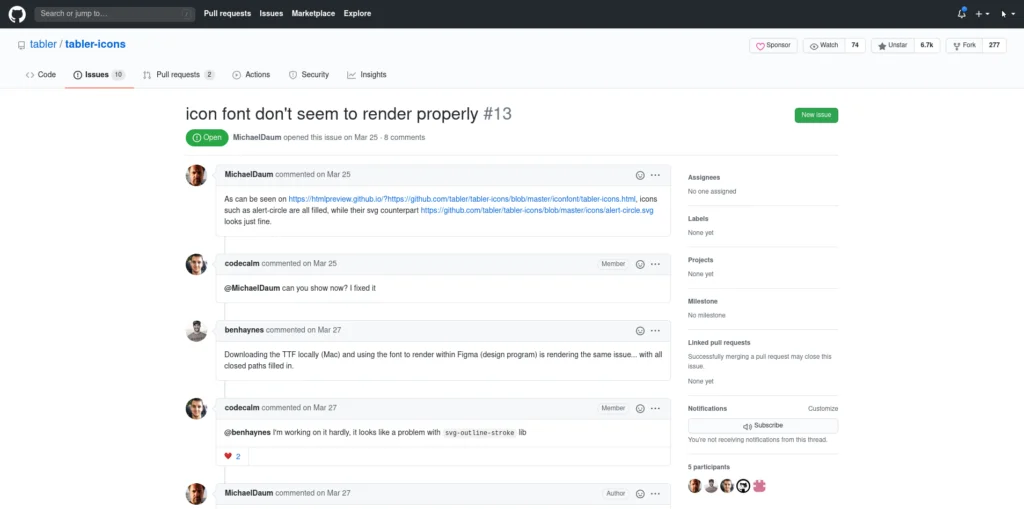 Search or jump to... /
Pull requests Issues Marketplace Explore
tabler / tabler-icons
Sponsor Watch 74 Unstar 6.7k Fork 277
Code Issues 10 Pull requests 2 Actions Security Insights
icon font don't seem to render properly #13
New issue
Open MichaelDaum opened this issue on Mar 25 · 8 comments
MichaelDaum commented on Mar 25
As can be seen on https://htmlpreview.github.io/?https://github.com/tabler/tabler-icons/blob/master/iconfont/tabler-icons.html, icons
such as alert-circle are all filled, while their svg counterpart https://github.com/tabler/tabler-icons/blob/master/icons/alert-circle.svg
looks just fine.
codecalm commented on Mar 25 Member
@MichaelDaum can you show now? I fixed it
benhaynes commented on Mar 27
Downloading the TTF locally (Mac) and using the font to render within Figma (design program) is rendering the same issue... with all
closed paths filled in.
codecalm commented on Mar 27 Member
@benhaynes I'm working on it hardly, it looks like a problem with svg-outline-stroke lib
2
MichaelDaum commented on Mar 27 Author
Assignees
No one assigned
Labels
None yet
Projects
None yet
Milestone
No milestone
Linked pull requests
Successfully merging a pull request may close this
issue.
None yet
Notifications Customize
Subscribe
You're not receiving notifications from this thread.
5 participants